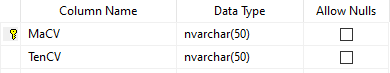 Column Name Data Type Allow Nulls
MaCV nvarchar(50)
TenCV nvarchar(50)